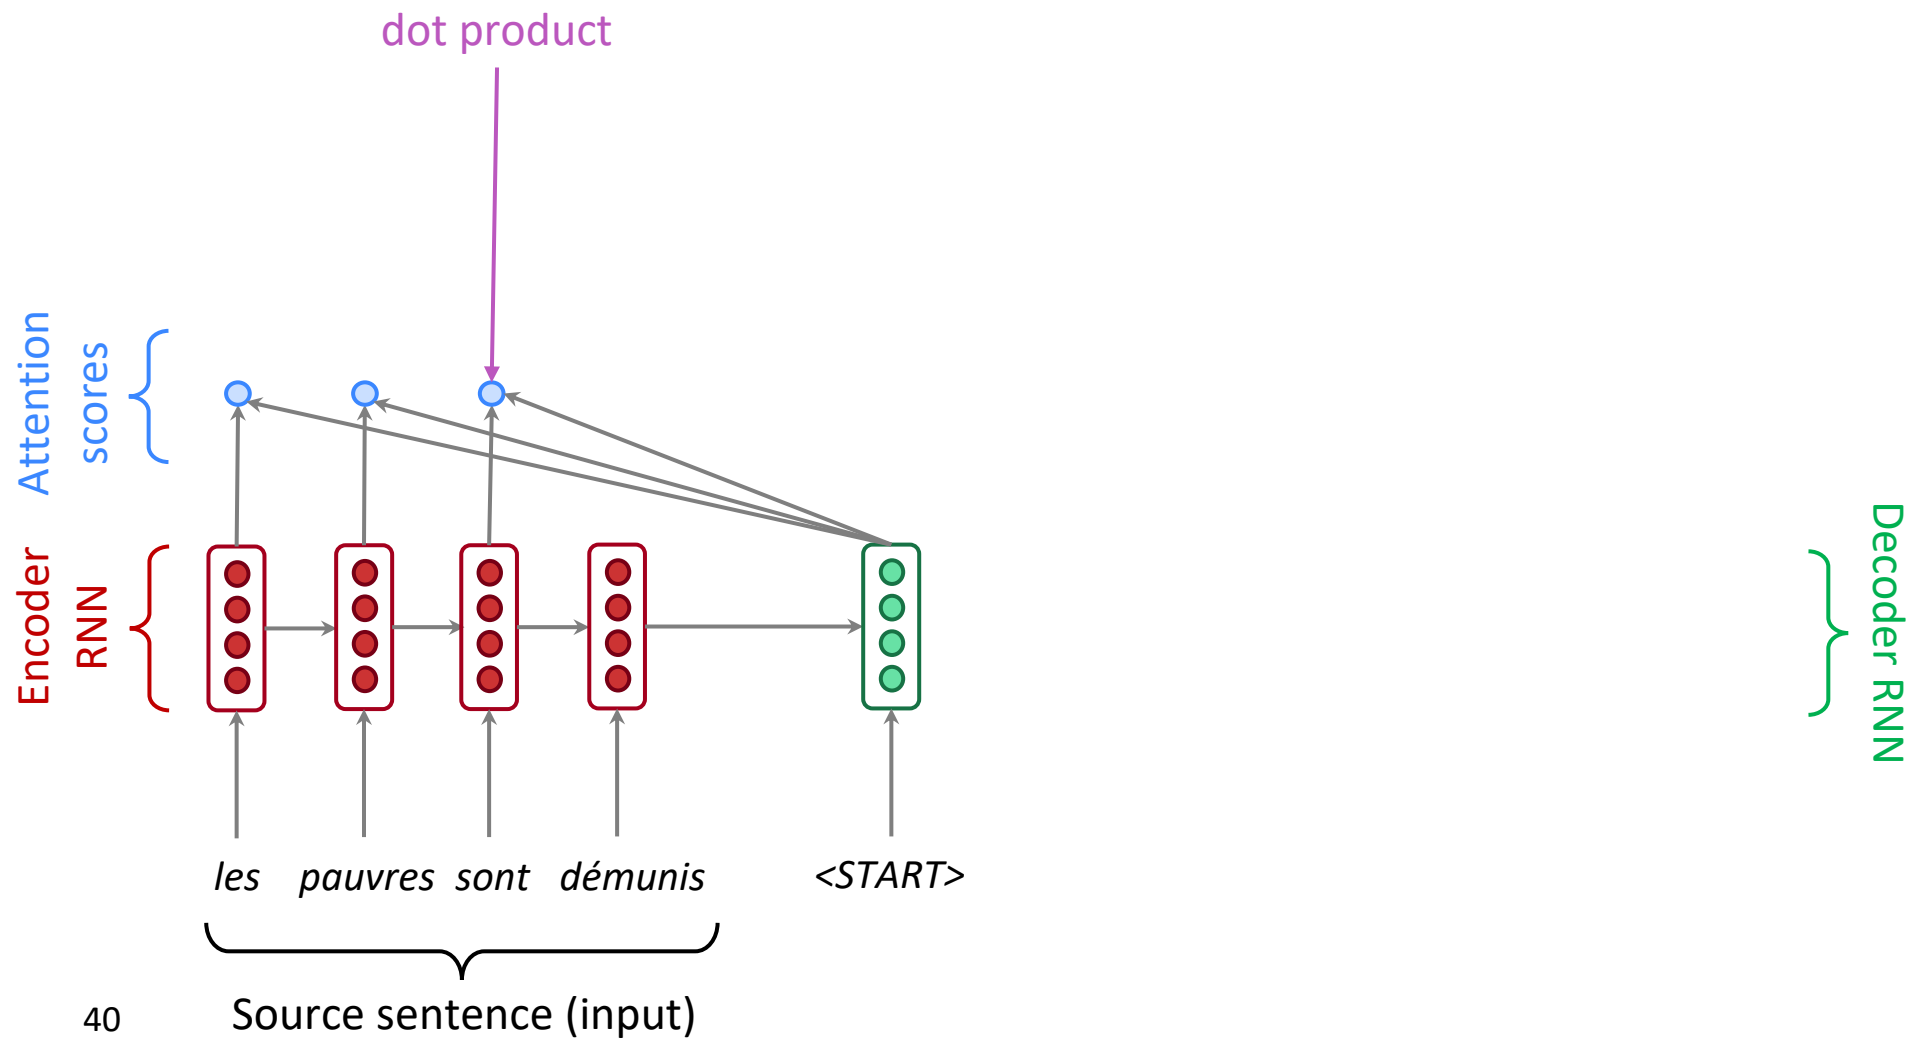 dot product
Attention
scores
Encoder
RNN
Decoder RNN
les pauvres sont démunis <START>
Source sentence (input)
40